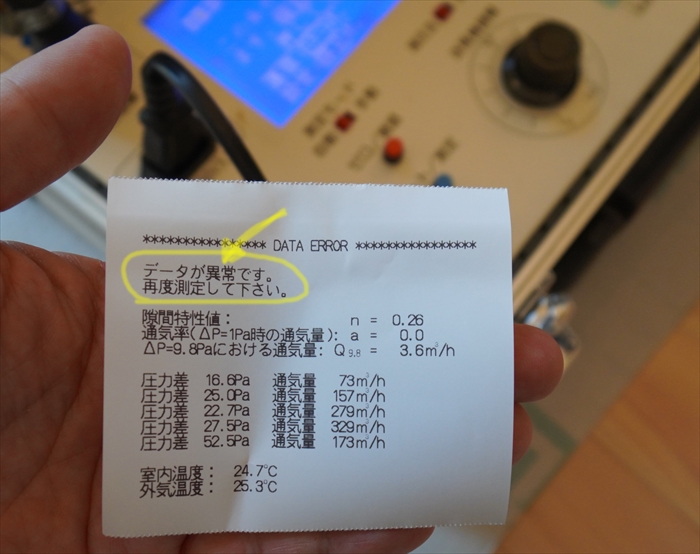 ***************** DATA ERROR *****************
データが異常です。
再度測定して下さい。
隙間特性値： n = 0.26
通気率(ΔP=1Pa時の通気量): a = 0.0
ΔP=9.8Paにおける通気量: Q9.8 = 3.6㎥/h
圧力差 16.6Pa 通気量 73㎥/h
圧力差 25.0Pa 通気量 157㎥/h
圧力差 22.7Pa 通気量 279㎥/h
圧力差 27.5Pa 通気量 329㎥/h
圧力差 52.5Pa 通気量 173㎥/h
室内温度： 24.7℃
外気温度： 25.3℃